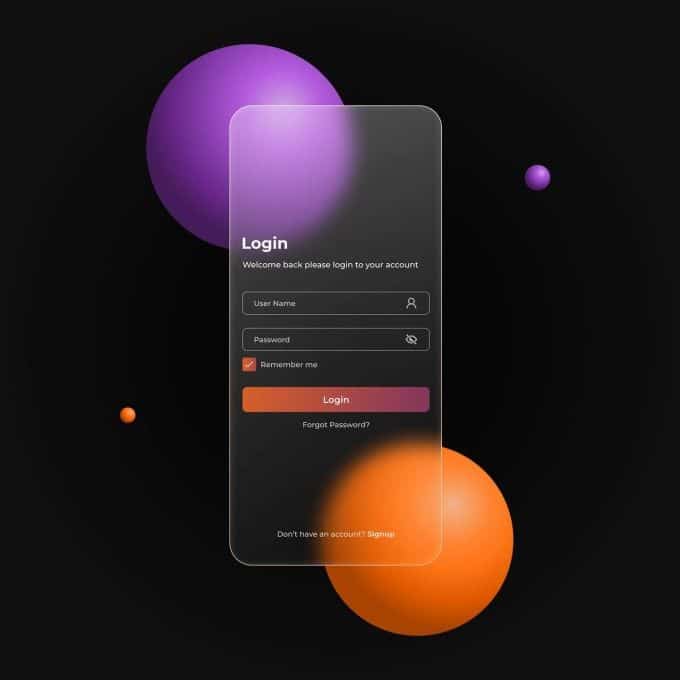 Login
Welcome back please login to your account
User Name
Password
Remember me
Login
Forgot Password?
Don't have an account? Signup